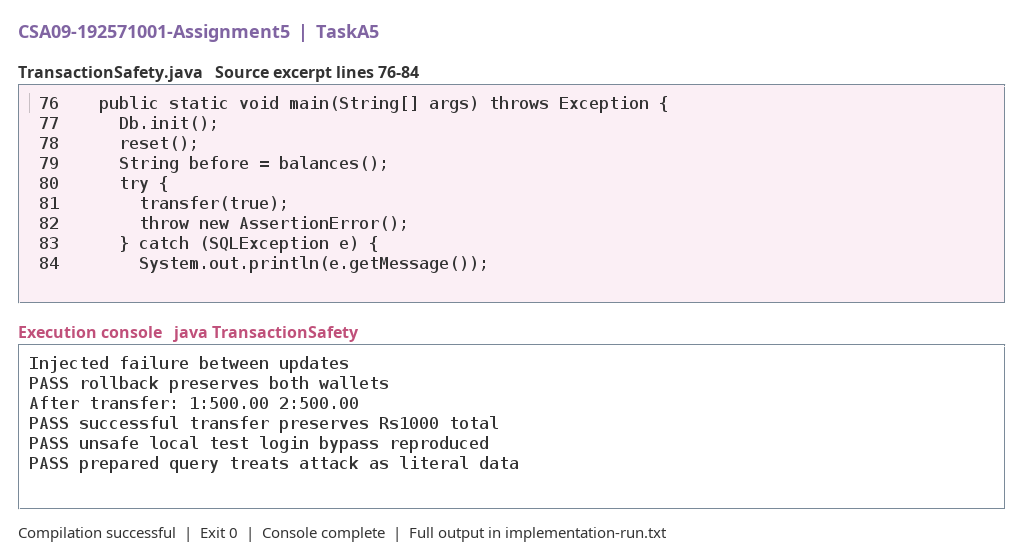 CSA09-192571001-Assignment5 | TaskA5
TransactionSafety.java Source excerpt lines 76-84
76    public static void main(String[] args) throws Exception {
77      Db.init();
78      reset();
79      String before = balances();
80      try {
81        transfer(true);
82        throw new AssertionError();
83      } catch (SQLException e) {
84        System.out.println(e.getMessage());
Execution console java TransactionSafety
Injected failure between updates
PASS rollback preserves both wallets
After transfer: 1:500.00 2:500.00
PASS successful transfer preserves Rs1000 total
PASS unsafe local test login bypass reproduced
PASS prepared query treats attack as literal data
Compilation successful | Exit 0 | Console complete | Full output in implementation-run.txt